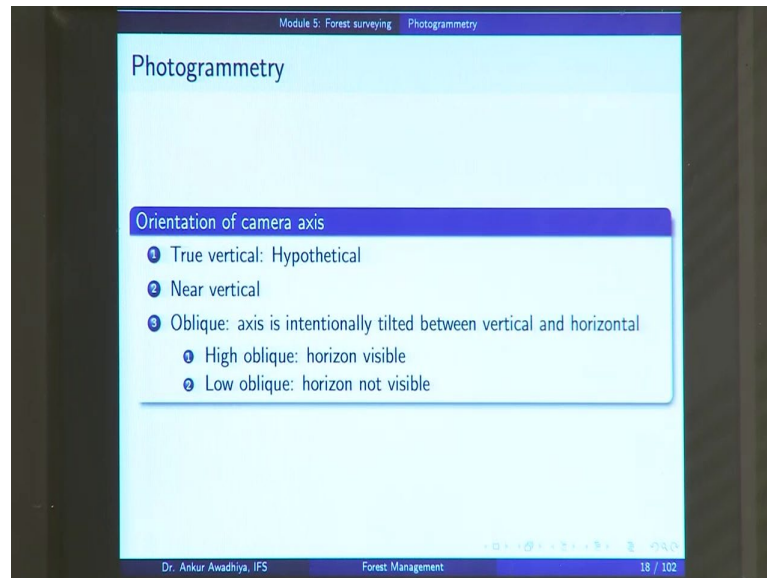 Module 5: Forest surveying Photogrammetry
Photogrammetry
Orientation of camera axis
1 True vertical: Hypothetical
2 Near vertical
3 Oblique: axis is intentionally tilted between vertical and horizontal
1 High oblique: horizon visible
2 Low oblique: horizon not visible
Dr. Ankur Awadhiya, IFS Forest Management 18 / 102